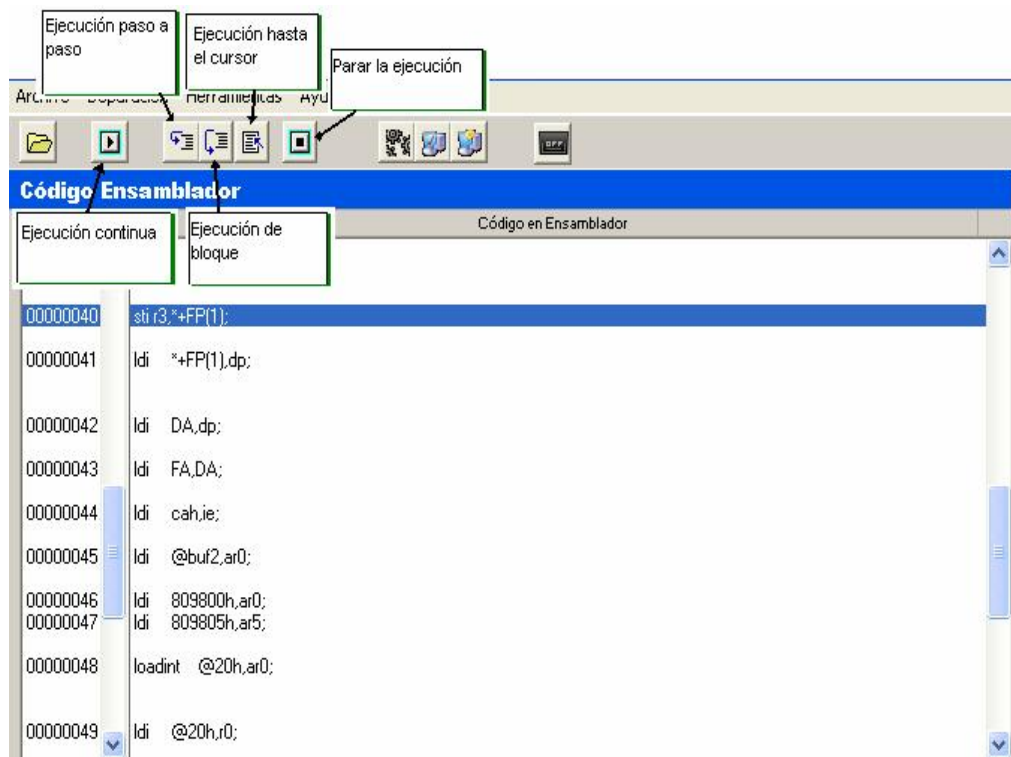 Ejecución paso a
paso
Ejecución hasta
el cursor
Parar la ejecución
Archivo Depuración Herramientas Ayu
OFF
Código Ensamblador
Ejecución continua
Ejecución de
bloque
Código en Ensamblador
00000040 sti r3,*+FP(1);
00000041 ldi *+FP(1),dp;
00000042 ldi DA,dp;
00000043 ldi FA,DA;
00000044 ldi cah,ie;
00000045 ldi @buf2,ar0;
00000046 ldi 809800h,ar0;
00000047 ldi 809805h,ar5;
00000048 loadint @20h,ar0;
00000049 ldi @20h,r0;